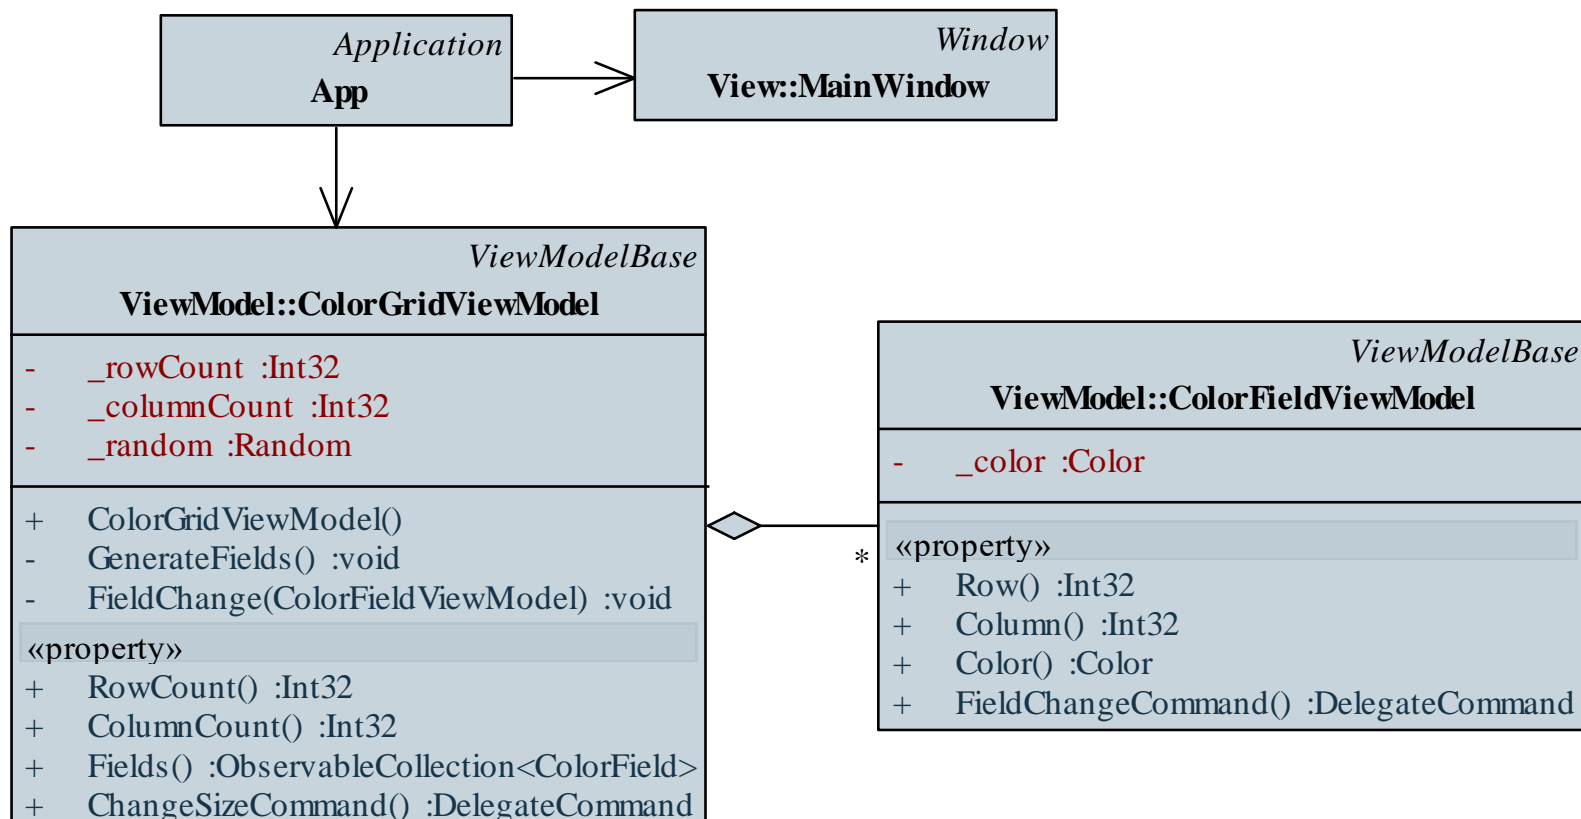 Application
App
Window
View::MainWindow
ViewModelBase
ViewModel::ColorGridViewModel
- _rowCount :Int32
- _columnCount :Int32
- _random :Random
+ ColorGridViewModel()
- GenerateFields() :void
- FieldChange(ColorFieldViewModel) :void
«property»
+ RowCount() :Int32
+ ColumnCount() :Int32
+ Fields() :ObservableCollection<ColorField>
+ ChangeSizeCommand() :DelegateCommand
*
ViewModelBase
ViewModel::ColorFieldViewModel
- _color :Color
«property»
+ Row() :Int32
+ Column() :Int32
+ Color() :Color
+ FieldChangeCommand() :DelegateCommand